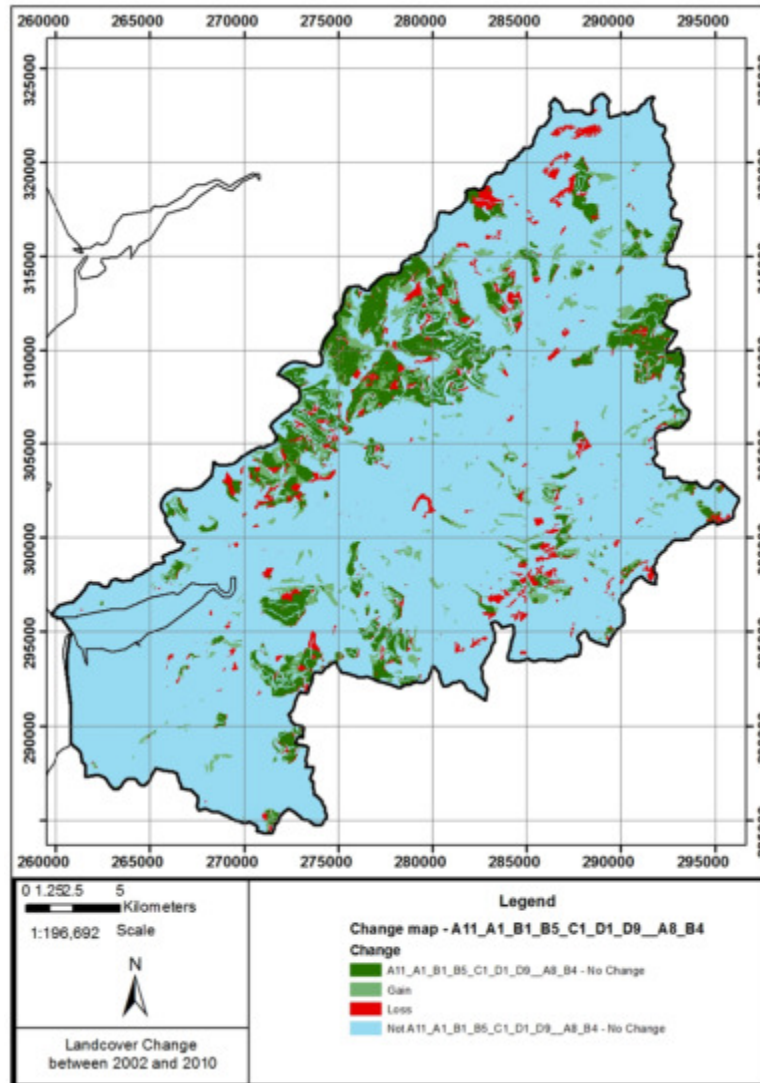 260000 265000 270000 275000 280000 285000 290000 295000
325000
320000
315000
310000
305000
300000
295000
290000
260000 265000 270000 275000 280000 285000 290000 295000
0 1.252.5 5
Kilometers
1:196,692 Scale
N
Landcover Change
between 2002 and 2010
Legend
Change map - A11_A1_B1_B5_C1_D1_D9__A8_B4
Change
A11_A1_B1_B5_C1_D1_D9__A8_B4 - No Change
Gain
Loss
Not A11_A1_B1_B5_C1_D1_D9__A8_B4 - No Change